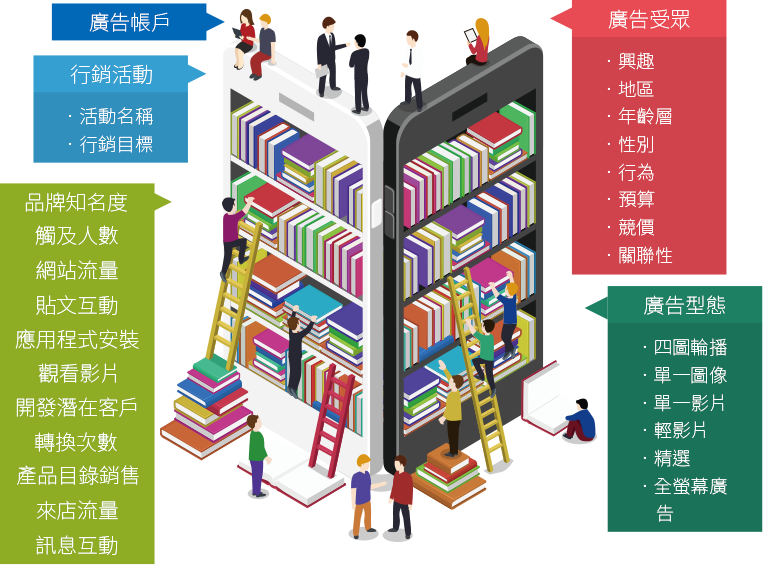 廣告帳戶
行銷活動
· 活動名稱
· 行銷目標
品牌知名度
觸及人數
網站流量
貼文互動
應用程式安裝
觀看影片
開發潛在客戶
轉換次數
產品目錄銷售
來店流量
訊息互動
廣告受眾
· 興趣
· 地區
· 年齡層
· 性別
· 行為
· 預算
· 競價
· 關聯性
廣告型態
· 四圖輪播
· 單一圖像
· 單一影片
· 輕影片
· 精選
· 全螢幕廣
告